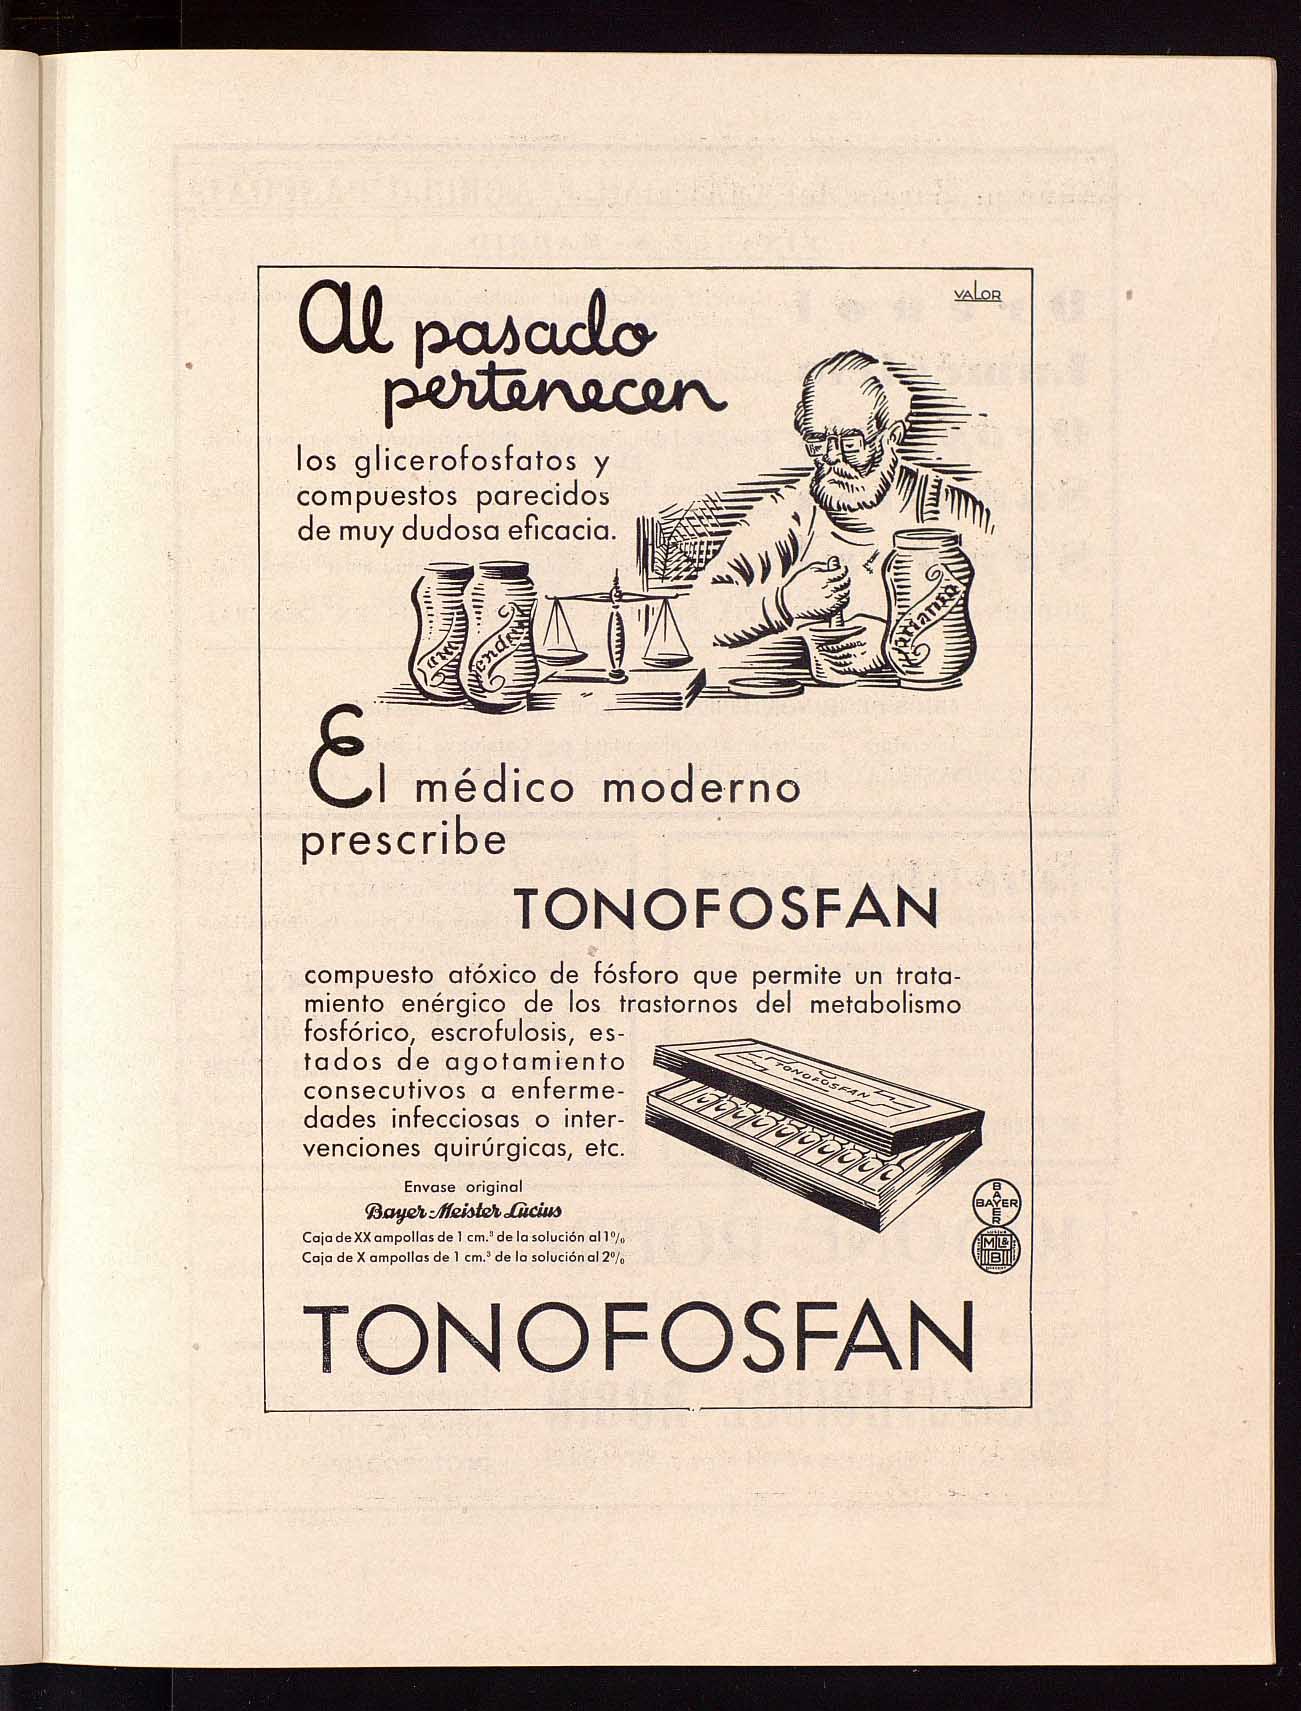 VALOR
Al pasado
pertenecen
los glicerofosfatos y
compuestos parecidos
de muy dudosa eficacia.
El médico moderno
prescribe
TONOFOSFAN
compuesto atóxico de fósforo que permite un trata-
miento enérgico de los trastornos del metabolismo
fosfórico, escrofulosis, es-
tados de agotamiento
consecutivos a enferme-
dades infecciosas o inter-
venciones quirúrgicas, etc.
TONOFOSFAN
Envase original
Bayer-Meister Lucius
Caja de XX ampollas de 1 cm.³ de la solución al 1%
Caja de X ampollas de 1 cm.³ de la solución al 2%
BAYER
BAYER
TONOFOSFAN